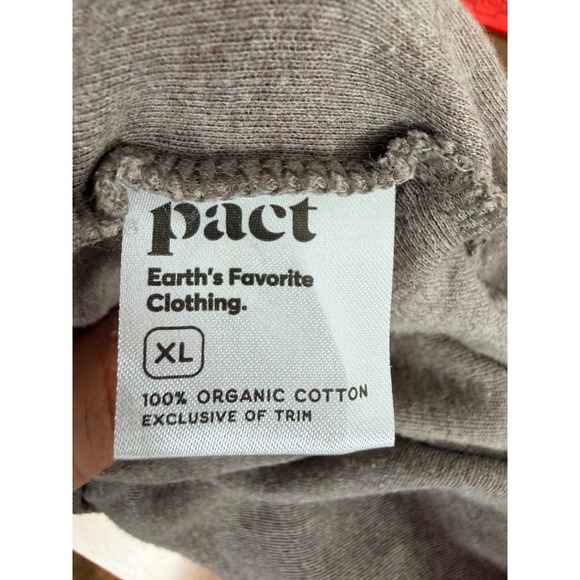 pact
Earth's Favorite
Clothing.
XL
100% ORGANIC COTTON
EXCLUSIVE OF TRIM